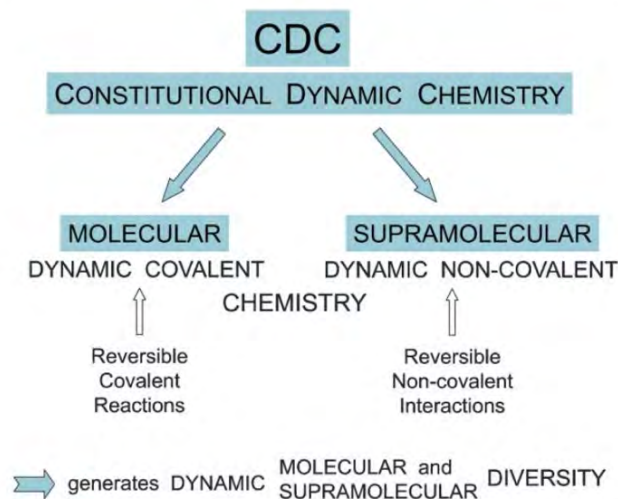 CDC
CONSTITUTIONAL DYNAMIC CHEMISTRY
MOLECULAR
DYNAMIC COVALENT
SUPRAMOLECULAR
DYNAMIC NON-COVALENT
CHEMISTRY
Reversible
Covalent
Reactions
Reversible
Non-covalent
Interactions
generates DYNAMIC MOLECULAR and
SUPRAMOLECULAR DIVERSITY